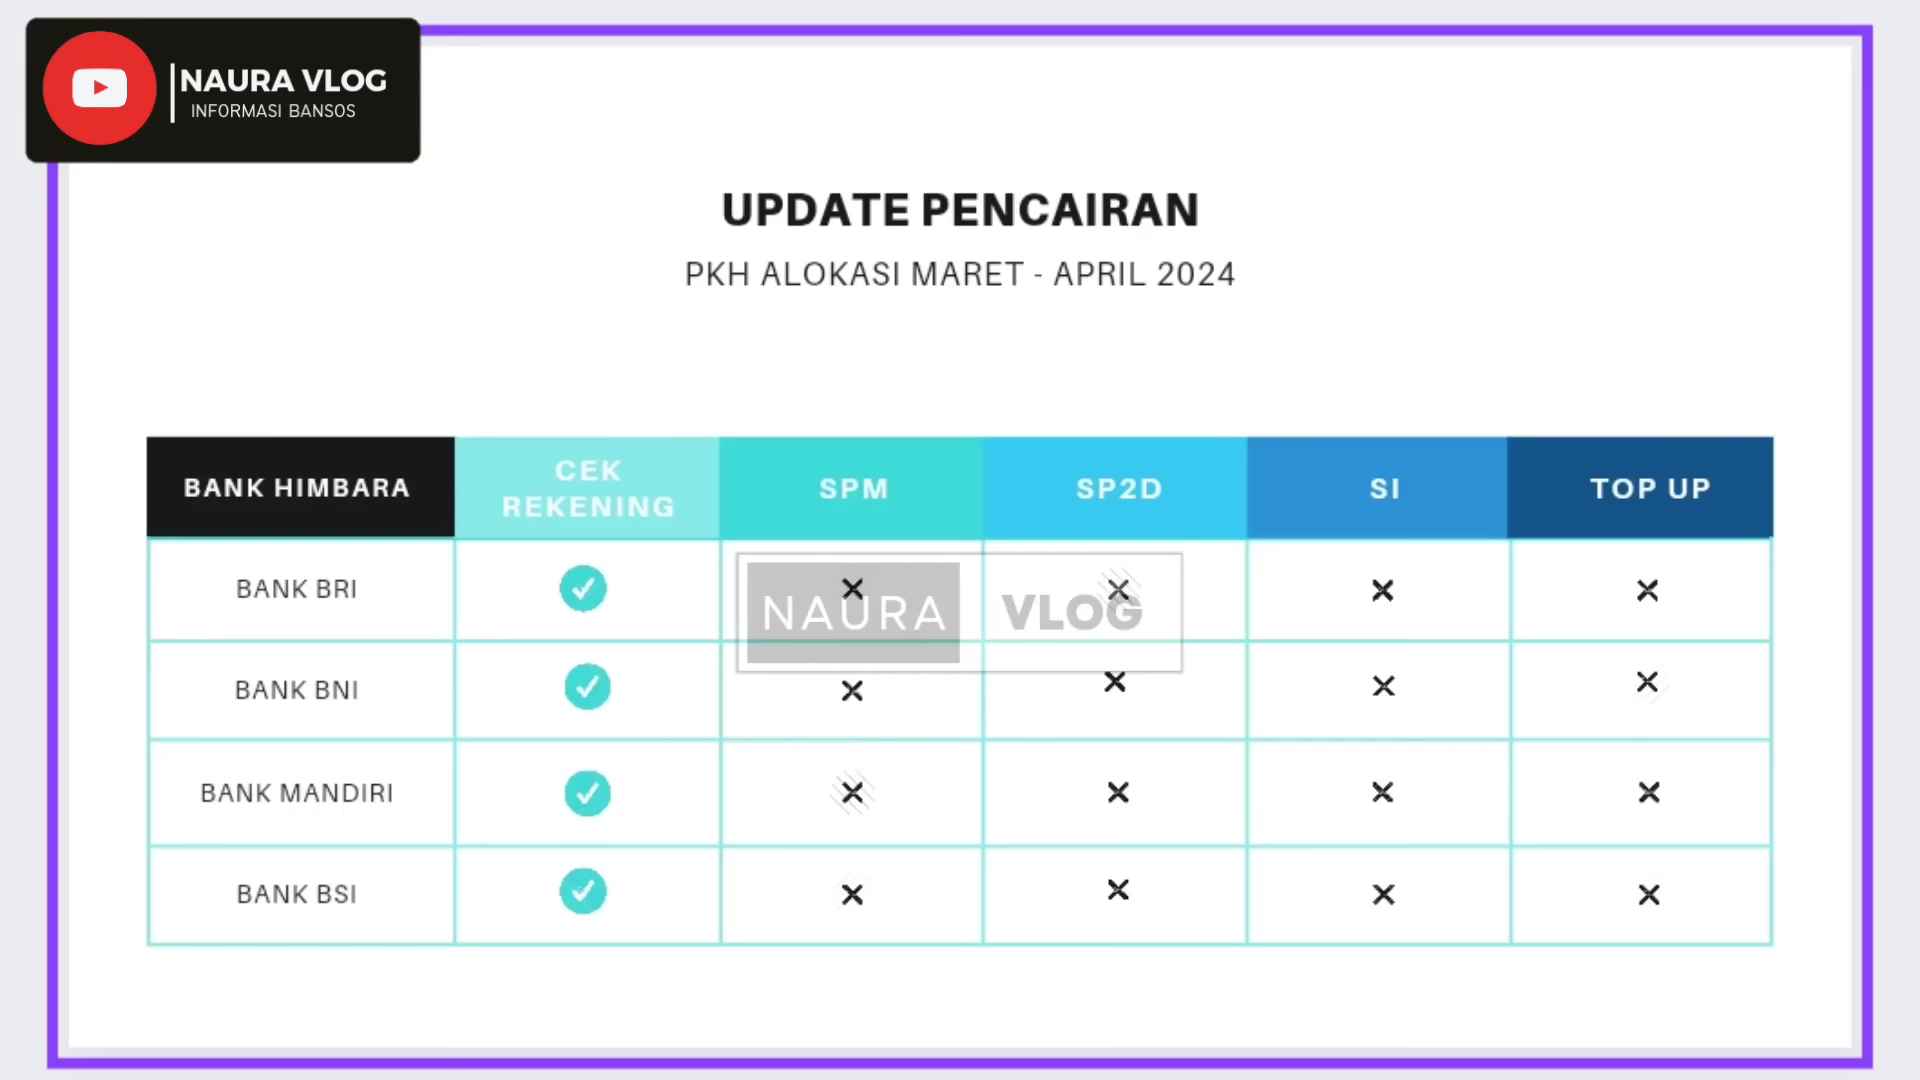 NAURA VLOG
INFORMASI BANSOS
UPDATE PENCAIRAN
PKH ALOKASI MARET - APRIL 2024
BANK HIMBARA
CEK
REKENING
SPM
SP2D
SI
TOP UP
BANK BRI
NAURA VLOG
BANK BNI
BANK MANDIRI
BANK BSI